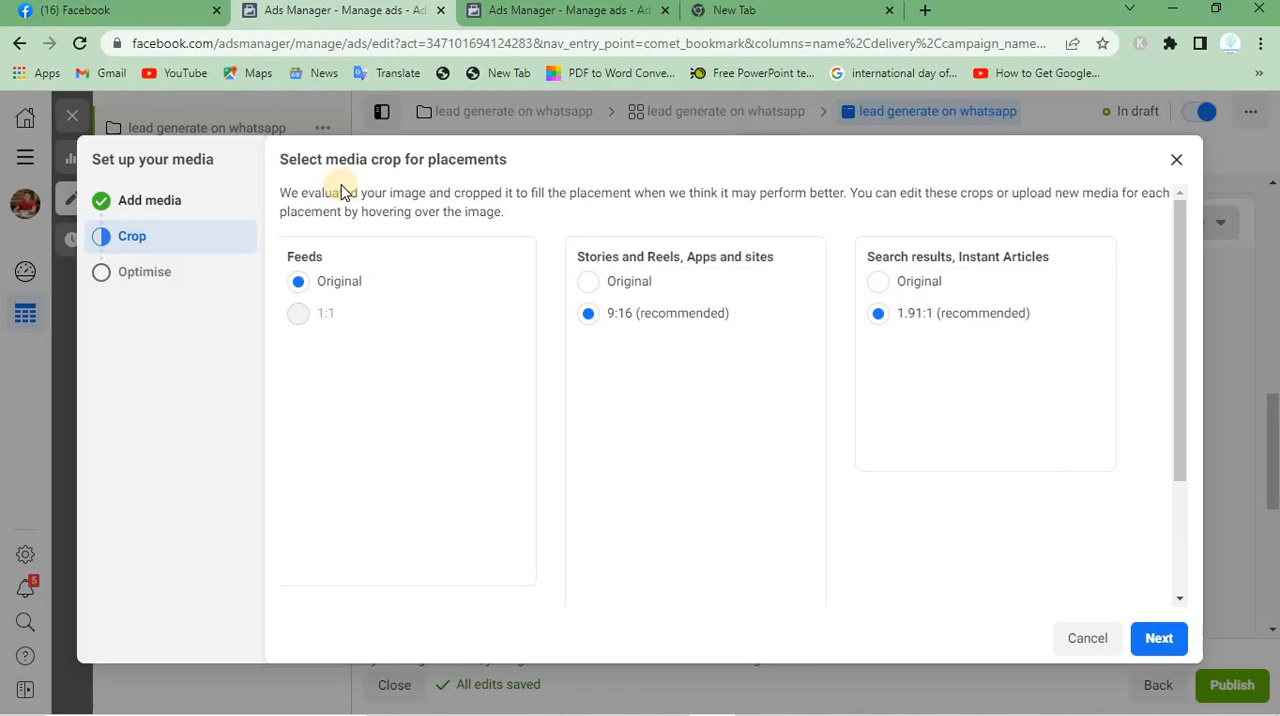 (16) Facebook
Ads Manager - Manage ads - Ad
Ads Manager - Manage ads - Ad
New Tab
facebook.com/adsmanager/manage/ads/edit?act=347101694124283&nav_entry_point=comet_bookmark&columns=name%2Cdelivery%2Ccampaign_name...
K
Apps
Gmail
YouTube
Maps
News
Translate
New Tab
PDF to Word Conve...
Free PowerPoint te...
international day of...
How to Get Google...
»
lead generate on whatsapp
lead generate on whatsapp
lead generate on whatsapp
lead generate on whatsapp
In draft
Set up your media
Add media
Crop
Optimise
Select media crop for placements
We evaluated your image and cropped it to fill the placement when we think it may perform better. You can edit these crops or upload new media for each
placement by hovering over the image.
Feeds
Original
1:1
Stories and Reels, Apps and sites
Original
9:16 (recommended)
Search results, Instant Articles
Original
1.91:1 (recommended)
Cancel
Next
5
Close
All edits saved
Back
Publish